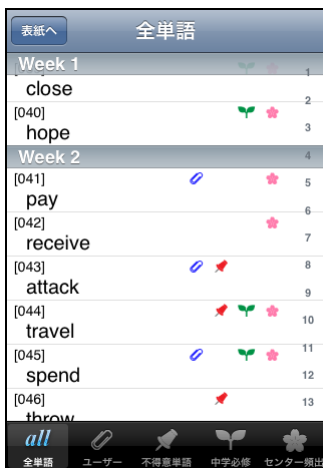 表紙へ 全単語
Week 1
close
[040]
hope
Week 2
[041]
pay
[042]
receive
[043]
attack
[044]
travel
[045]
spend
[046]
throw
1
2
3
4
5
6
7
8
9
10
11
12
13
all
全単語 ユーザー 不得意単語 中学必修 センター頻出